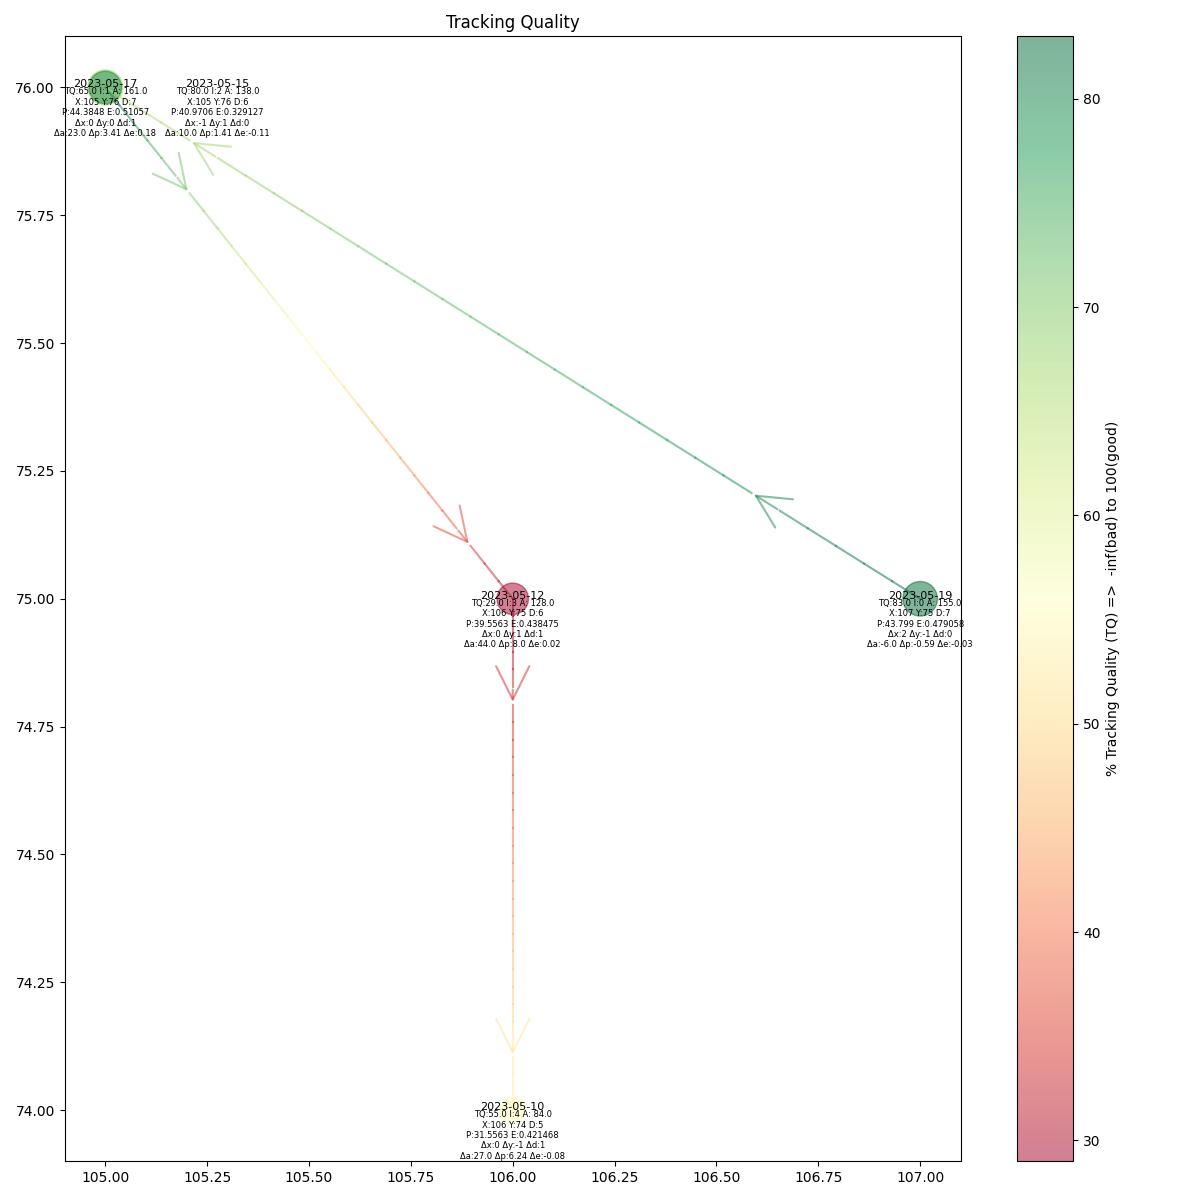 Tracking Quality
76.00
75.75
75.50
75.25
75.00
74.75
74.50
74.25
74.00
2023-05-17
TQ:65.0 I:1 A: 161.0
X:105 Y:76 D:7
P:44.3848 E:0.51057
Δx:0 Δy:0 Δd:1
Δa:23.0 Δp:3.41 Δe:0.18
2023-05-15
TQ:80.0 I:2 A: 138.0
X:105 Y:76 D:6
P:40.9706 E:0.329127
Δx:-1 Δy:1 Δd:0
Δa:10.0 Δp:1.41 Δe:-0.11
2023-05-12
TQ:29.0 I:3 A: 128.0
X:106 Y:75 D:6
P:39.5563 E:0.438475
Δx:0 Δy:1 Δd:1
Δa:44.0 Δp:8.0 Δe:0.02
2023-05-19
TQ:83.0 I:0 A: 155.0
X:107 Y:75 D:7
P:43.799 E:0.479058
Δx:2 Δy:-1 Δd:0
Δa:-6.0 Δp:-0.59 Δe:-0.03
2023-05-10
TQ:55.0 I:4 A: 84.0
X:106 Y:74 D:5
P:31.5563 E:0.421468
Δx:0 Δy:-1 Δd:1
Δa:27.0 Δp:6.24 Δe:-0.08
105.00 105.25 105.50 105.75 106.00 106.25 106.50 106.75 107.00
80
70
60
50
40
30
% Tracking Quality (TQ) => -inf(bad) to 100(good)